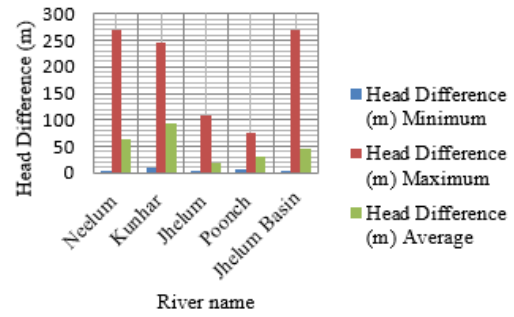 Head Difference (m)
300
250
200
150
100
50
0
Neelum
Kunhar
Jhelum
Poonch
Jhelum Basin
River name
Head Difference
(m) Minimum
Head Difference
(m) Maximum
Head Difference
(m) Average